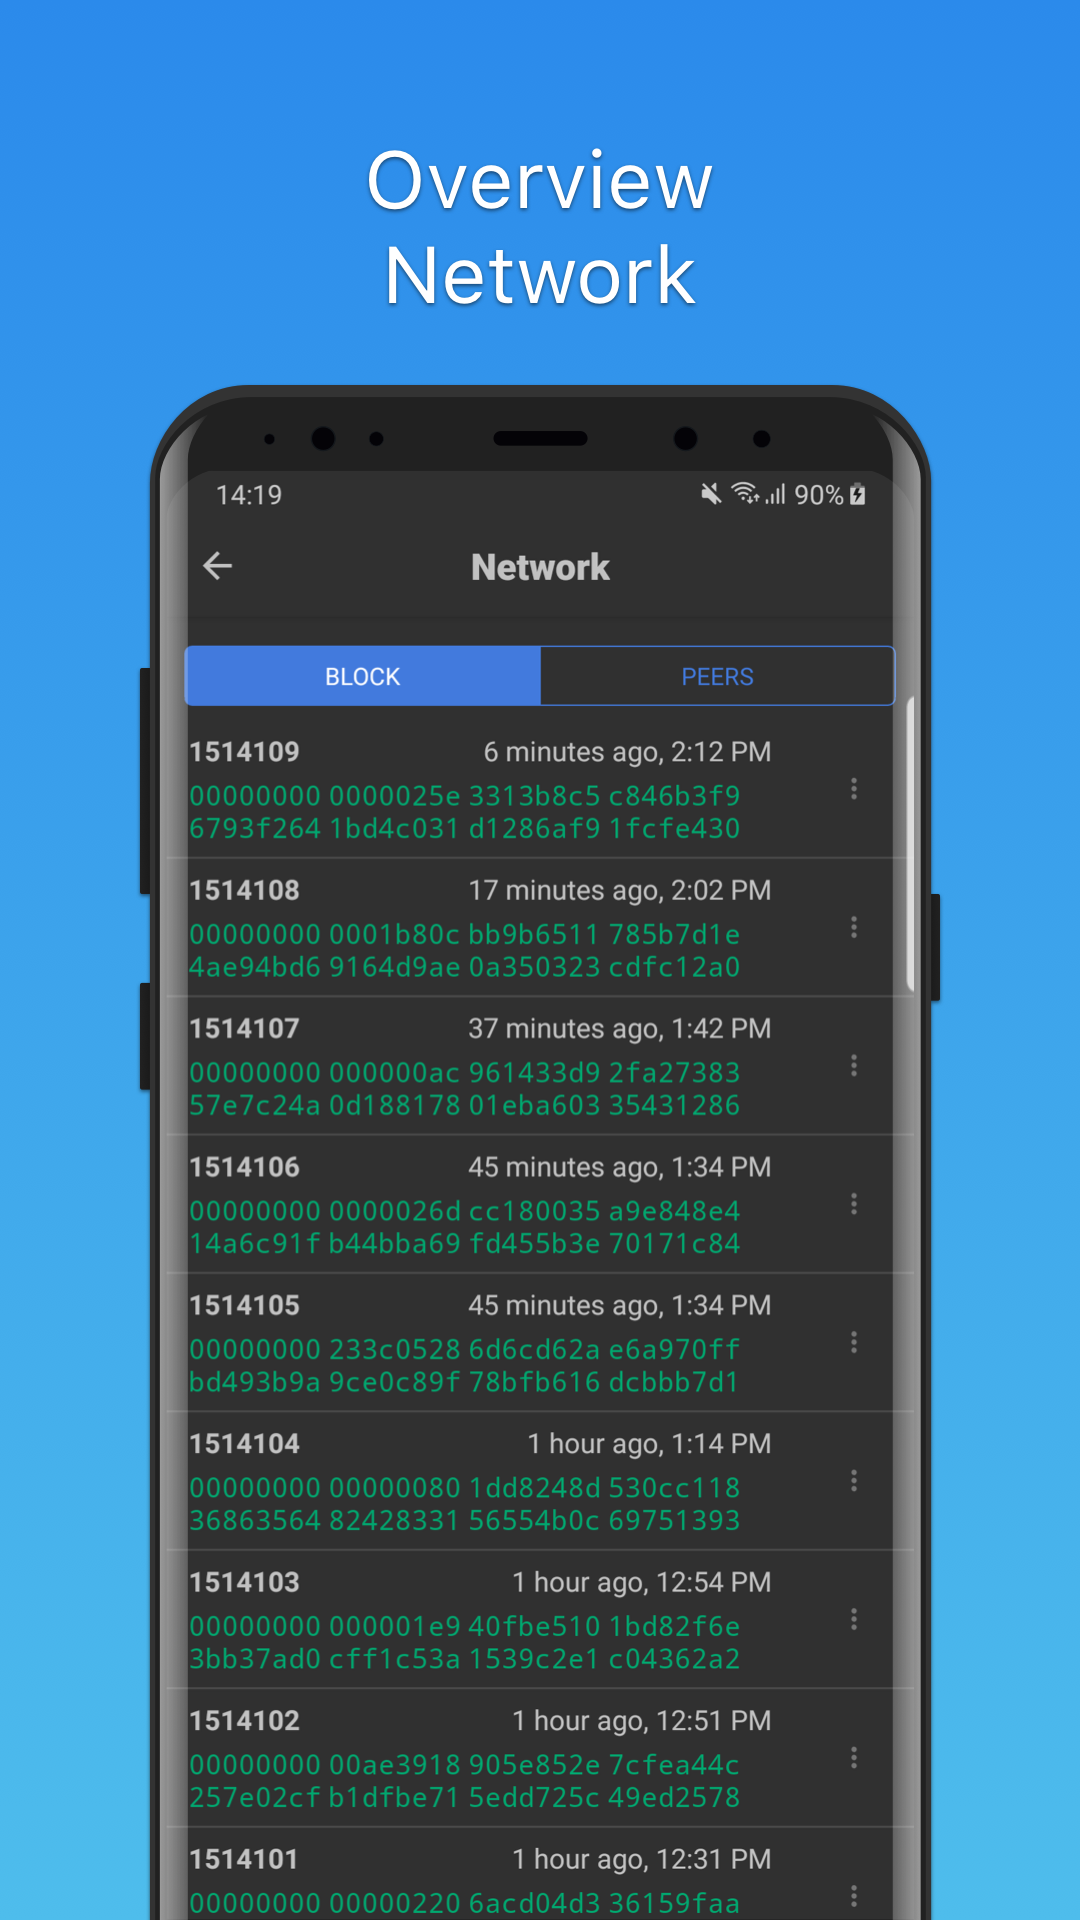 Overview
Network
14:19 90%
Network
BLOCK PEERS
1514109 6 minutes ago, 2:12 PM
00000000 0000025e 3313b8c5 c846b3f9
6793f264 1bd4c031 d1286af9 1fcfe430
1514108 17 minutes ago, 2:02 PM
00000000 0001b80c bb9b6511 785b7d1e
4ae94bd6 9164d9ae 0a350323 cdfc12a0
1514107 37 minutes ago, 1:42 PM
00000000 000000ac 961433d9 2fa27383
57e7c24a 0d188178 01eba603 35431286
1514106 45 minutes ago, 1:34 PM
00000000 0000026d cc180035 a9e848e4
14a6c91f b44bba69 fd455b3e 70171c84
1514105 45 minutes ago, 1:34 PM
00000000 233c0528 6d6cd62a e6a970ff
bd493b9a 9ce0c89f 78bfb616 dcbbb7d1
1514104 1 hour ago, 1:14 PM
00000000 00000080 1dd8248d 530cc118
36863564 82428331 56554b0c 69751393
1514103 1 hour ago, 12:54 PM
00000000 000001e9 40fbe510 1bd82f6e
3bb37ad0 cff1c53a 1539c2e1 c04362a2
1514102 1 hour ago, 12:51 PM
00000000 00ae3918 905e852e 7cfea44c
257e02cf b1dfbe71 5edd725c 49ed2578
1514101 1 hour ago, 12:31 PM
00000000 00000220 6acd04d3 36159faa